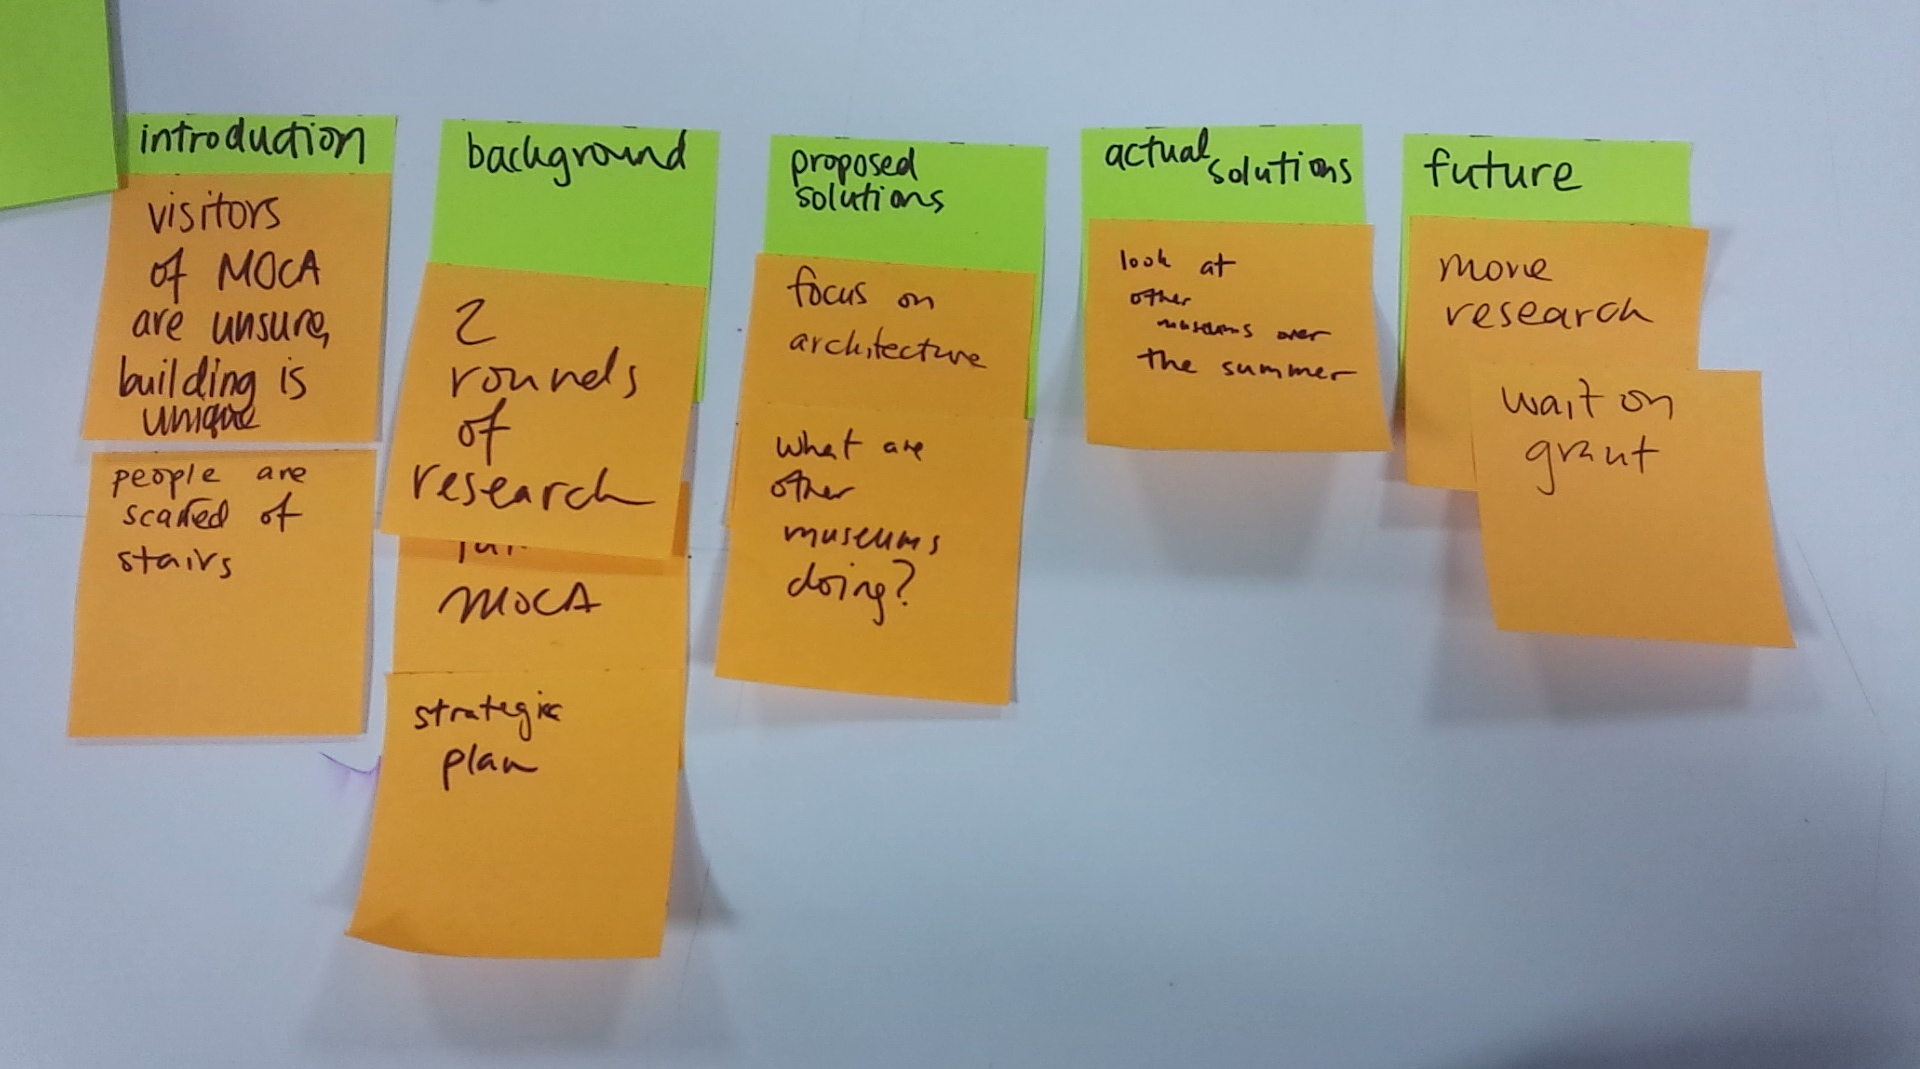 introduction
visitors
of MOCA
are unsure,
building is
unique
people are
scared of
stairs
background
2
rounds
of
research
MOCA
strategic
plan
proposed
solutions
focus on
architecture
what are
other
museums
doing?
actual
solutions
look at
other
museums over
the summer
future
more
research
wait on
grant